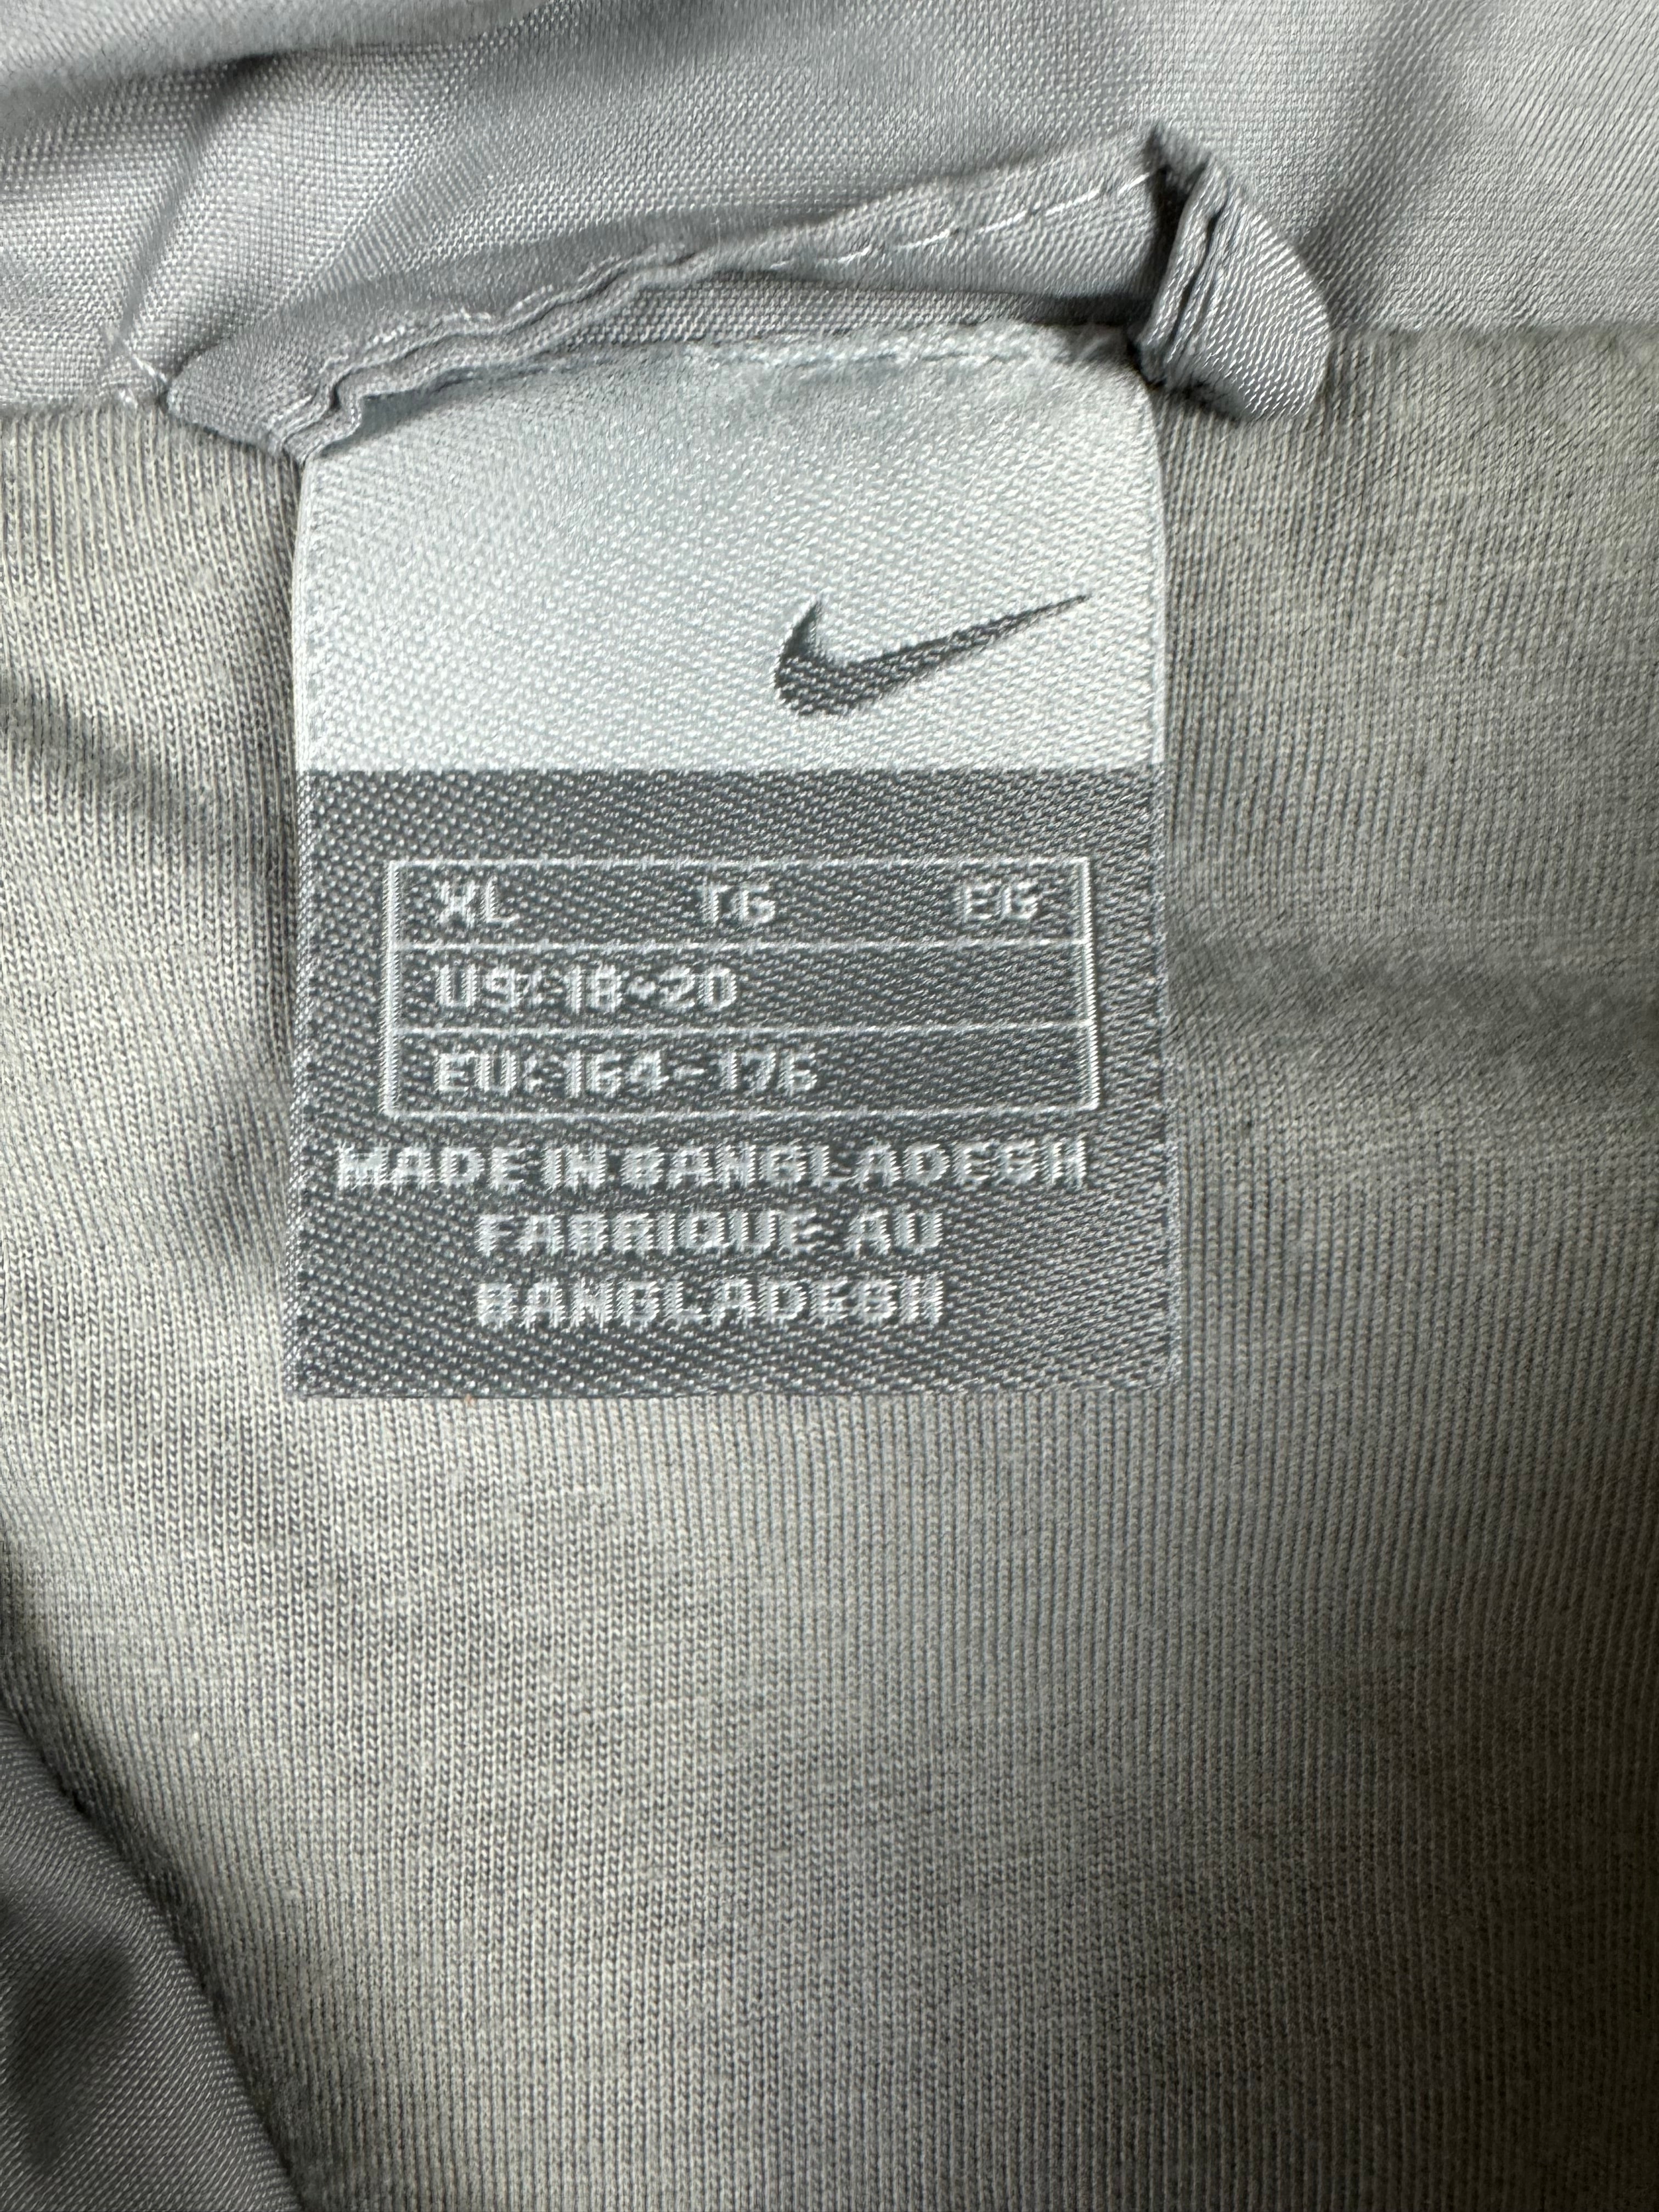 XL TG EG
US: 18-20
EU: 164-176
MADE IN BANGLADESH
FABRIQUE AU
BANGLADESH